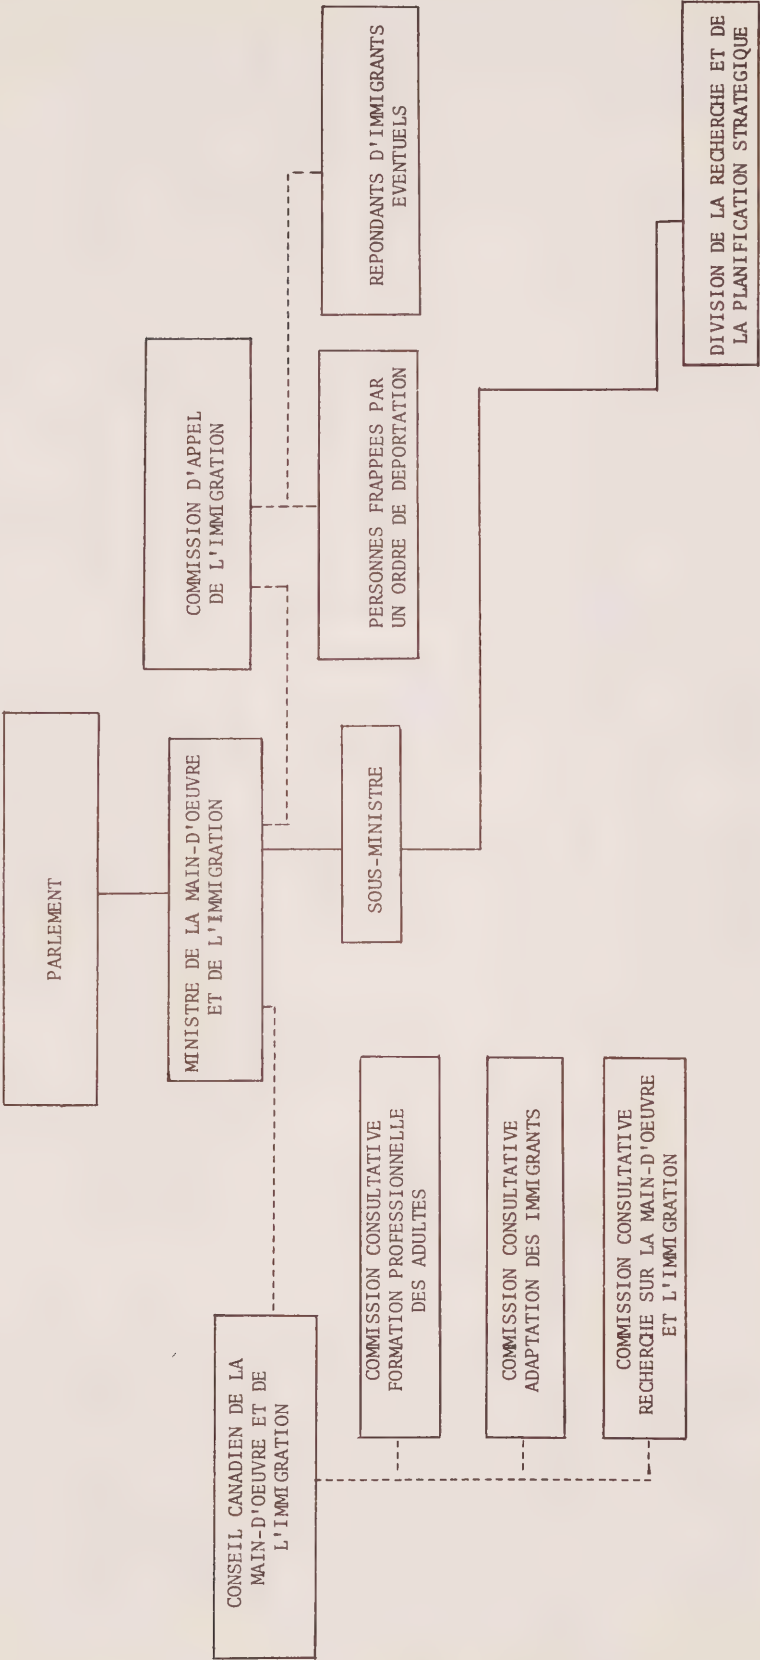 PARLEMENT
MINISTRE DE LA MAIN-D'OEUVRE
ET DE L'IMMIGRATION
COMMISSION D'APPEL
DE L'IMMIGRATION
CONSEIL CANADIEN DE LA
MAIN-D'OEUVRE ET DE
L'IMMIGRATION
SOUS-MINISTRE
PERSONNES FRAPPEES PAR
UN ORDRE DE DEPORTATION
REPONDANTS D'IMMIGRANTS
EVENTUELS
COMMISSION CONSULTATIVE
FORMATION PROFESSIONNELLE
DES ADULTES
COMMISSION CONSULTATIVE
ADAPTATION DES IMMIGRANTS
COMMISSION CONSULTATIVE
RECHERCHE SUR LA MAIN-D'OEUVRE
ET L'IMMIGRATION
DIVISION DE LA RECHERCHE ET DE
LA PLANIFICATION STRATEGIQUE